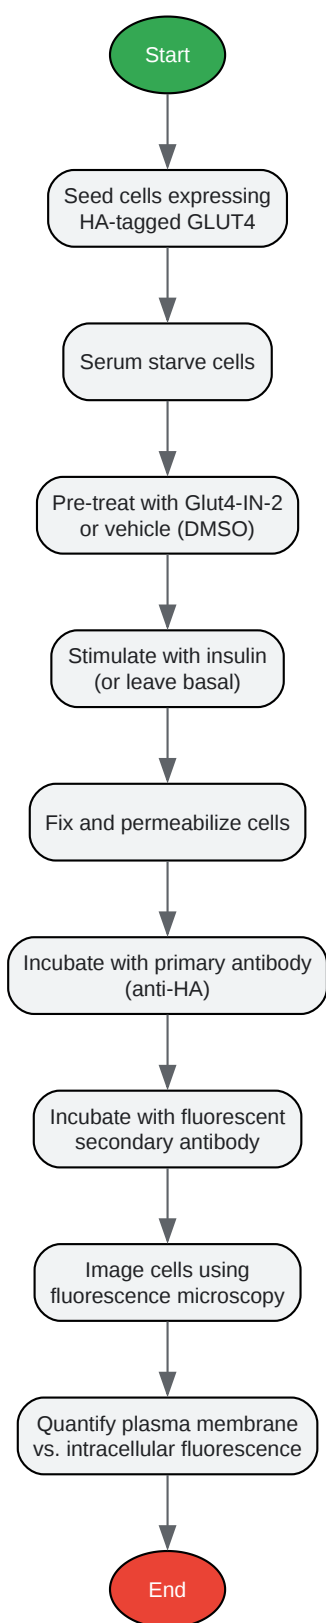 Start
Seed cells expressing
HA-tagged GLUT4
Serum starve cells
Pre-treat with Glut4-IN-2
or vehicle (DMSO)
Stimulate with insulin
(or leave basal)
Fix and permeabilize cells
Incubate with primary antibody
(anti-HA)
Incubate with fluorescent
secondary antibody
Image cells using
fluorescence microscopy
Quantify plasma membrane
vs. intracellular fluorescence
End